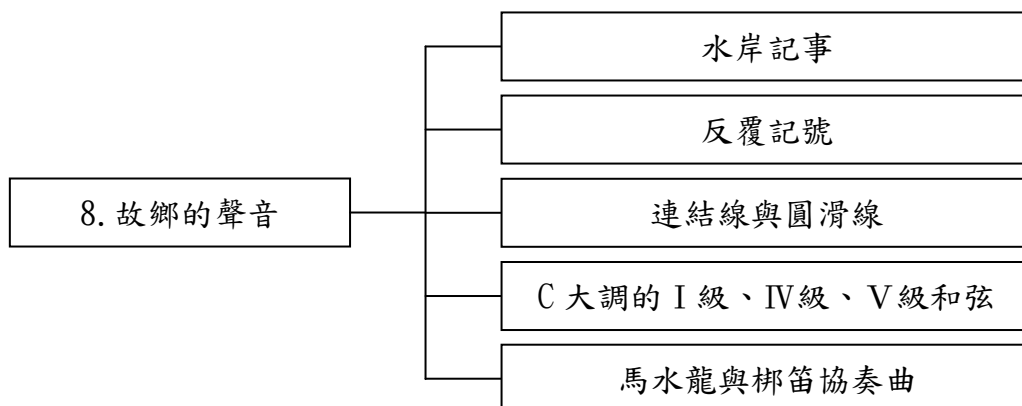 水岸記事
反覆記號
8.故鄉的聲音
連結線與圓滑線
C大調的Ⅰ級、Ⅳ級、Ⅴ級和弦
馬水龍與梆笛協奏曲